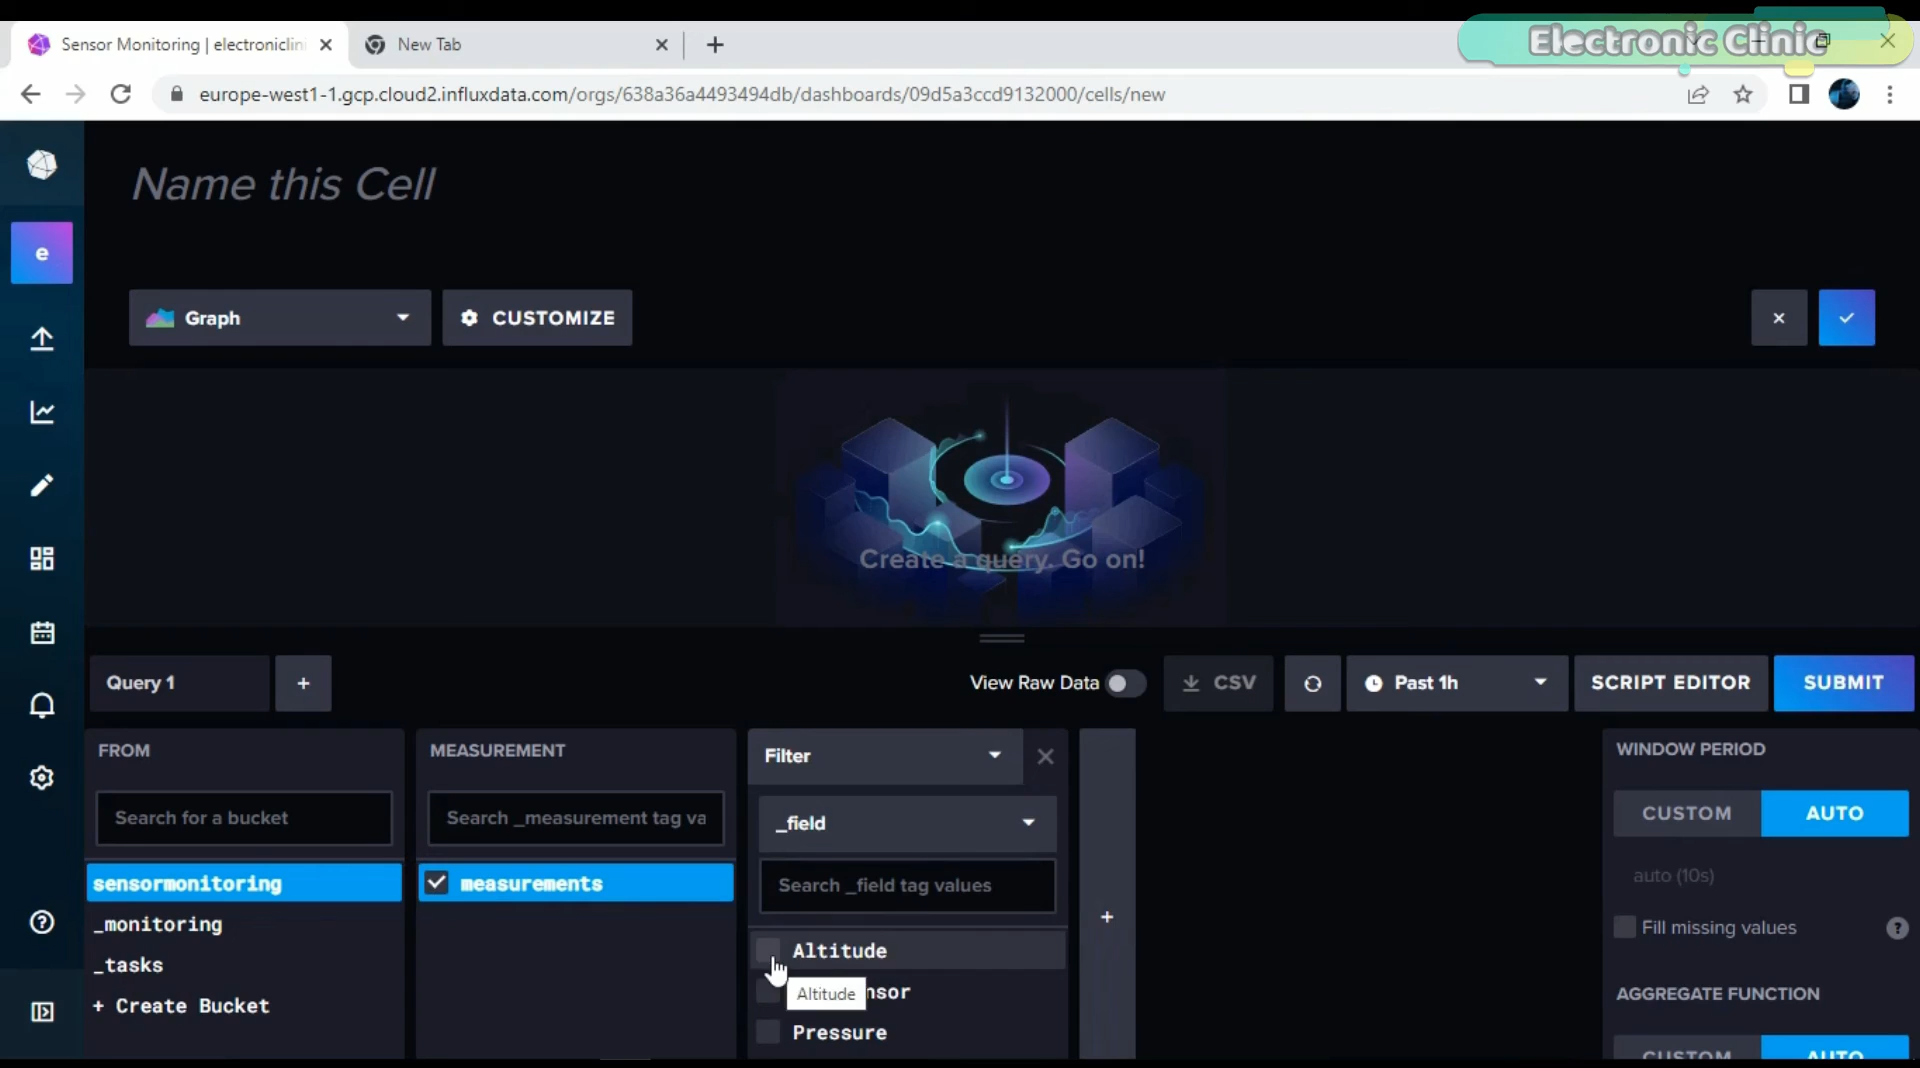 Sensor Monitoring | electroniclini
New Tab
Electronic Clinic
europe-west1-1.gcp.cloud2.influxdata.com/orgs/638a36a4493494db/dashboards/09d5a3ccd9132000/cells/new
Name this Cell
e
Graph
CUSTOMIZE
Create a query. Go on!
Query 1
+
View Raw Data
CSV
Past 1h
SCRIPT EDITOR
SUBMIT
FROM
MEASUREMENT
Filter
WINDOW PERIOD
Search for a bucket
Search _measurement tag va
_field
CUSTOM
AUTO
sensormonitoring
measurements
Search _field tag values
auto (10s)
_monitoring
+
Fill missing values
?
_tasks
Altitude
+ Create Bucket
Altitude
nsor
AGGREGATE FUNCTION
Pressure
CUSTOM
AUTO